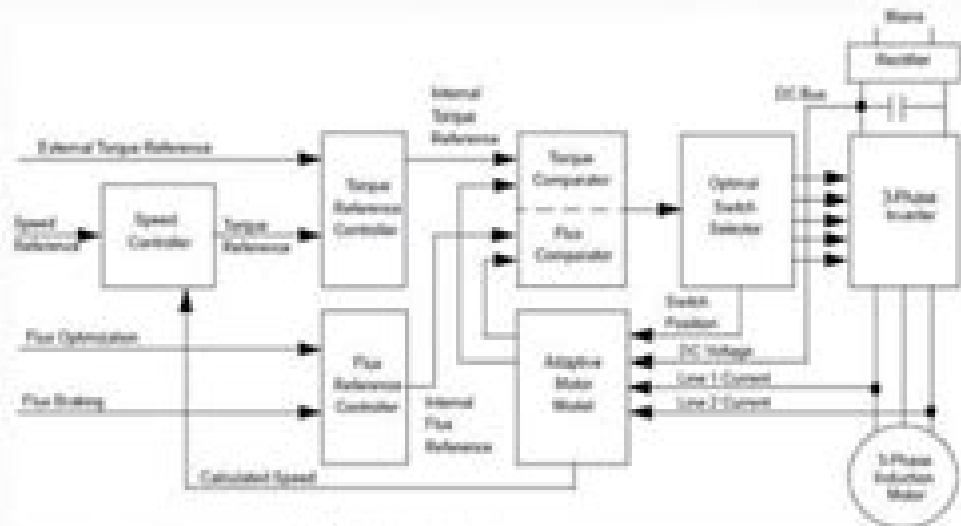 Mains
Rectifier
DC Bus
Internal
Torque
Reference
External Torque Reference
Torque
Reference
Controller
Torque
Comparator
Flux
Comparator
Optimal
Switch
Selector
3-Phase
Inverter
Speed
Reference
Speed
Controller
Torque
Reference
Switch
Position
DC Voltage
Line 1 Current
Line 2 Current
Flux Optimization
Flux Braking
Flux
Reference
Controller
Internal
Flux
Reference
Adaptive
Motor
Model
Calculated Speed
3-Phase
Induction
Motor